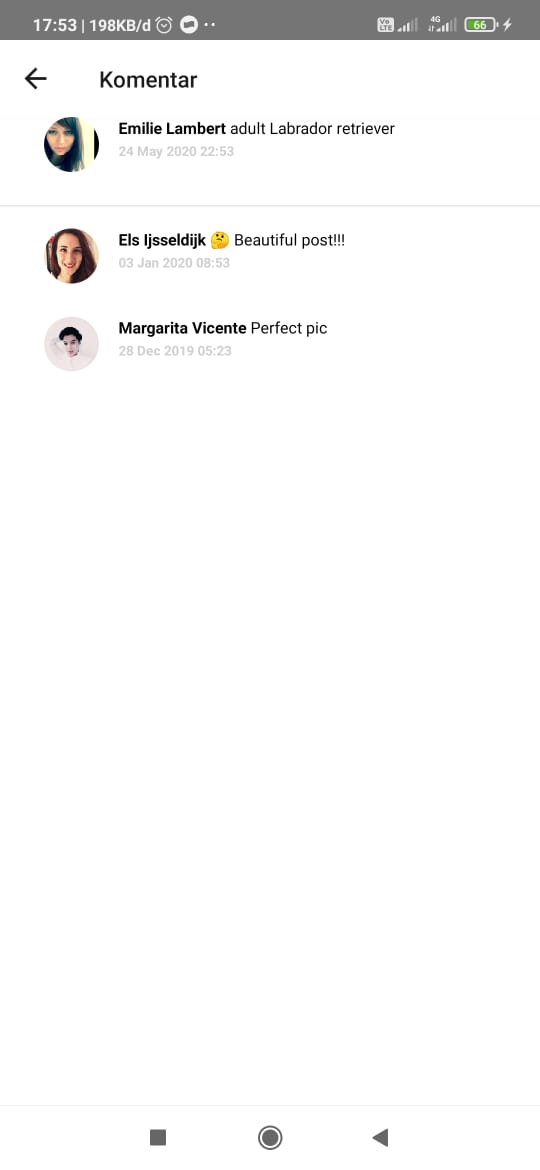 17:53 | 198KB/d
Vo LTE 4G 66
Komentar
Emilie Lambert adult Labrador retriever
24 May 2020 22:53
Els Ijsseldijk 🤔 Beautiful post!!!
03 Jan 2020 08:53
Margarita Vicente Perfect pic
28 Dec 2019 05:23